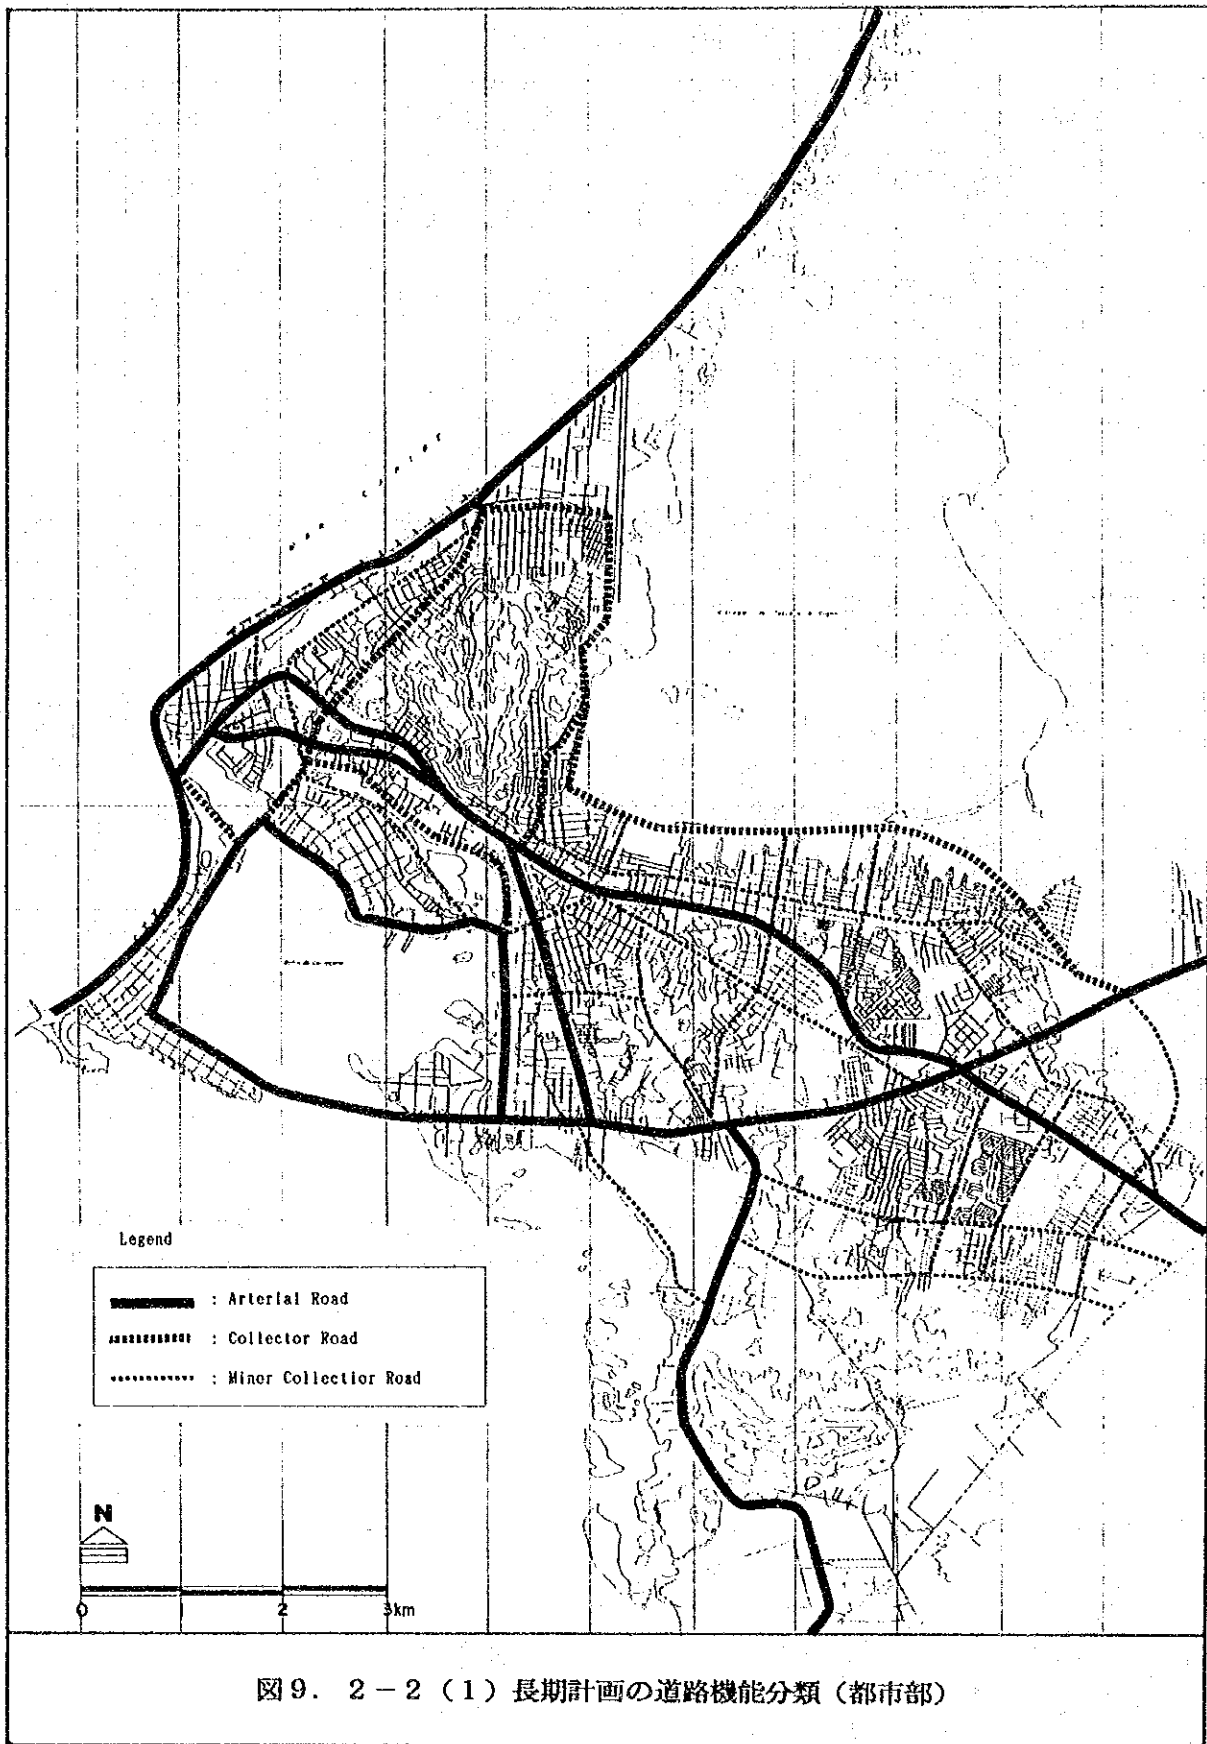 Legend
: Arterial Road
: Collector Road
: Minor Collectior Road
N
0 1 2 3km
図9. 2-2 (1) 長期計画の道路機能分類 (都市部)